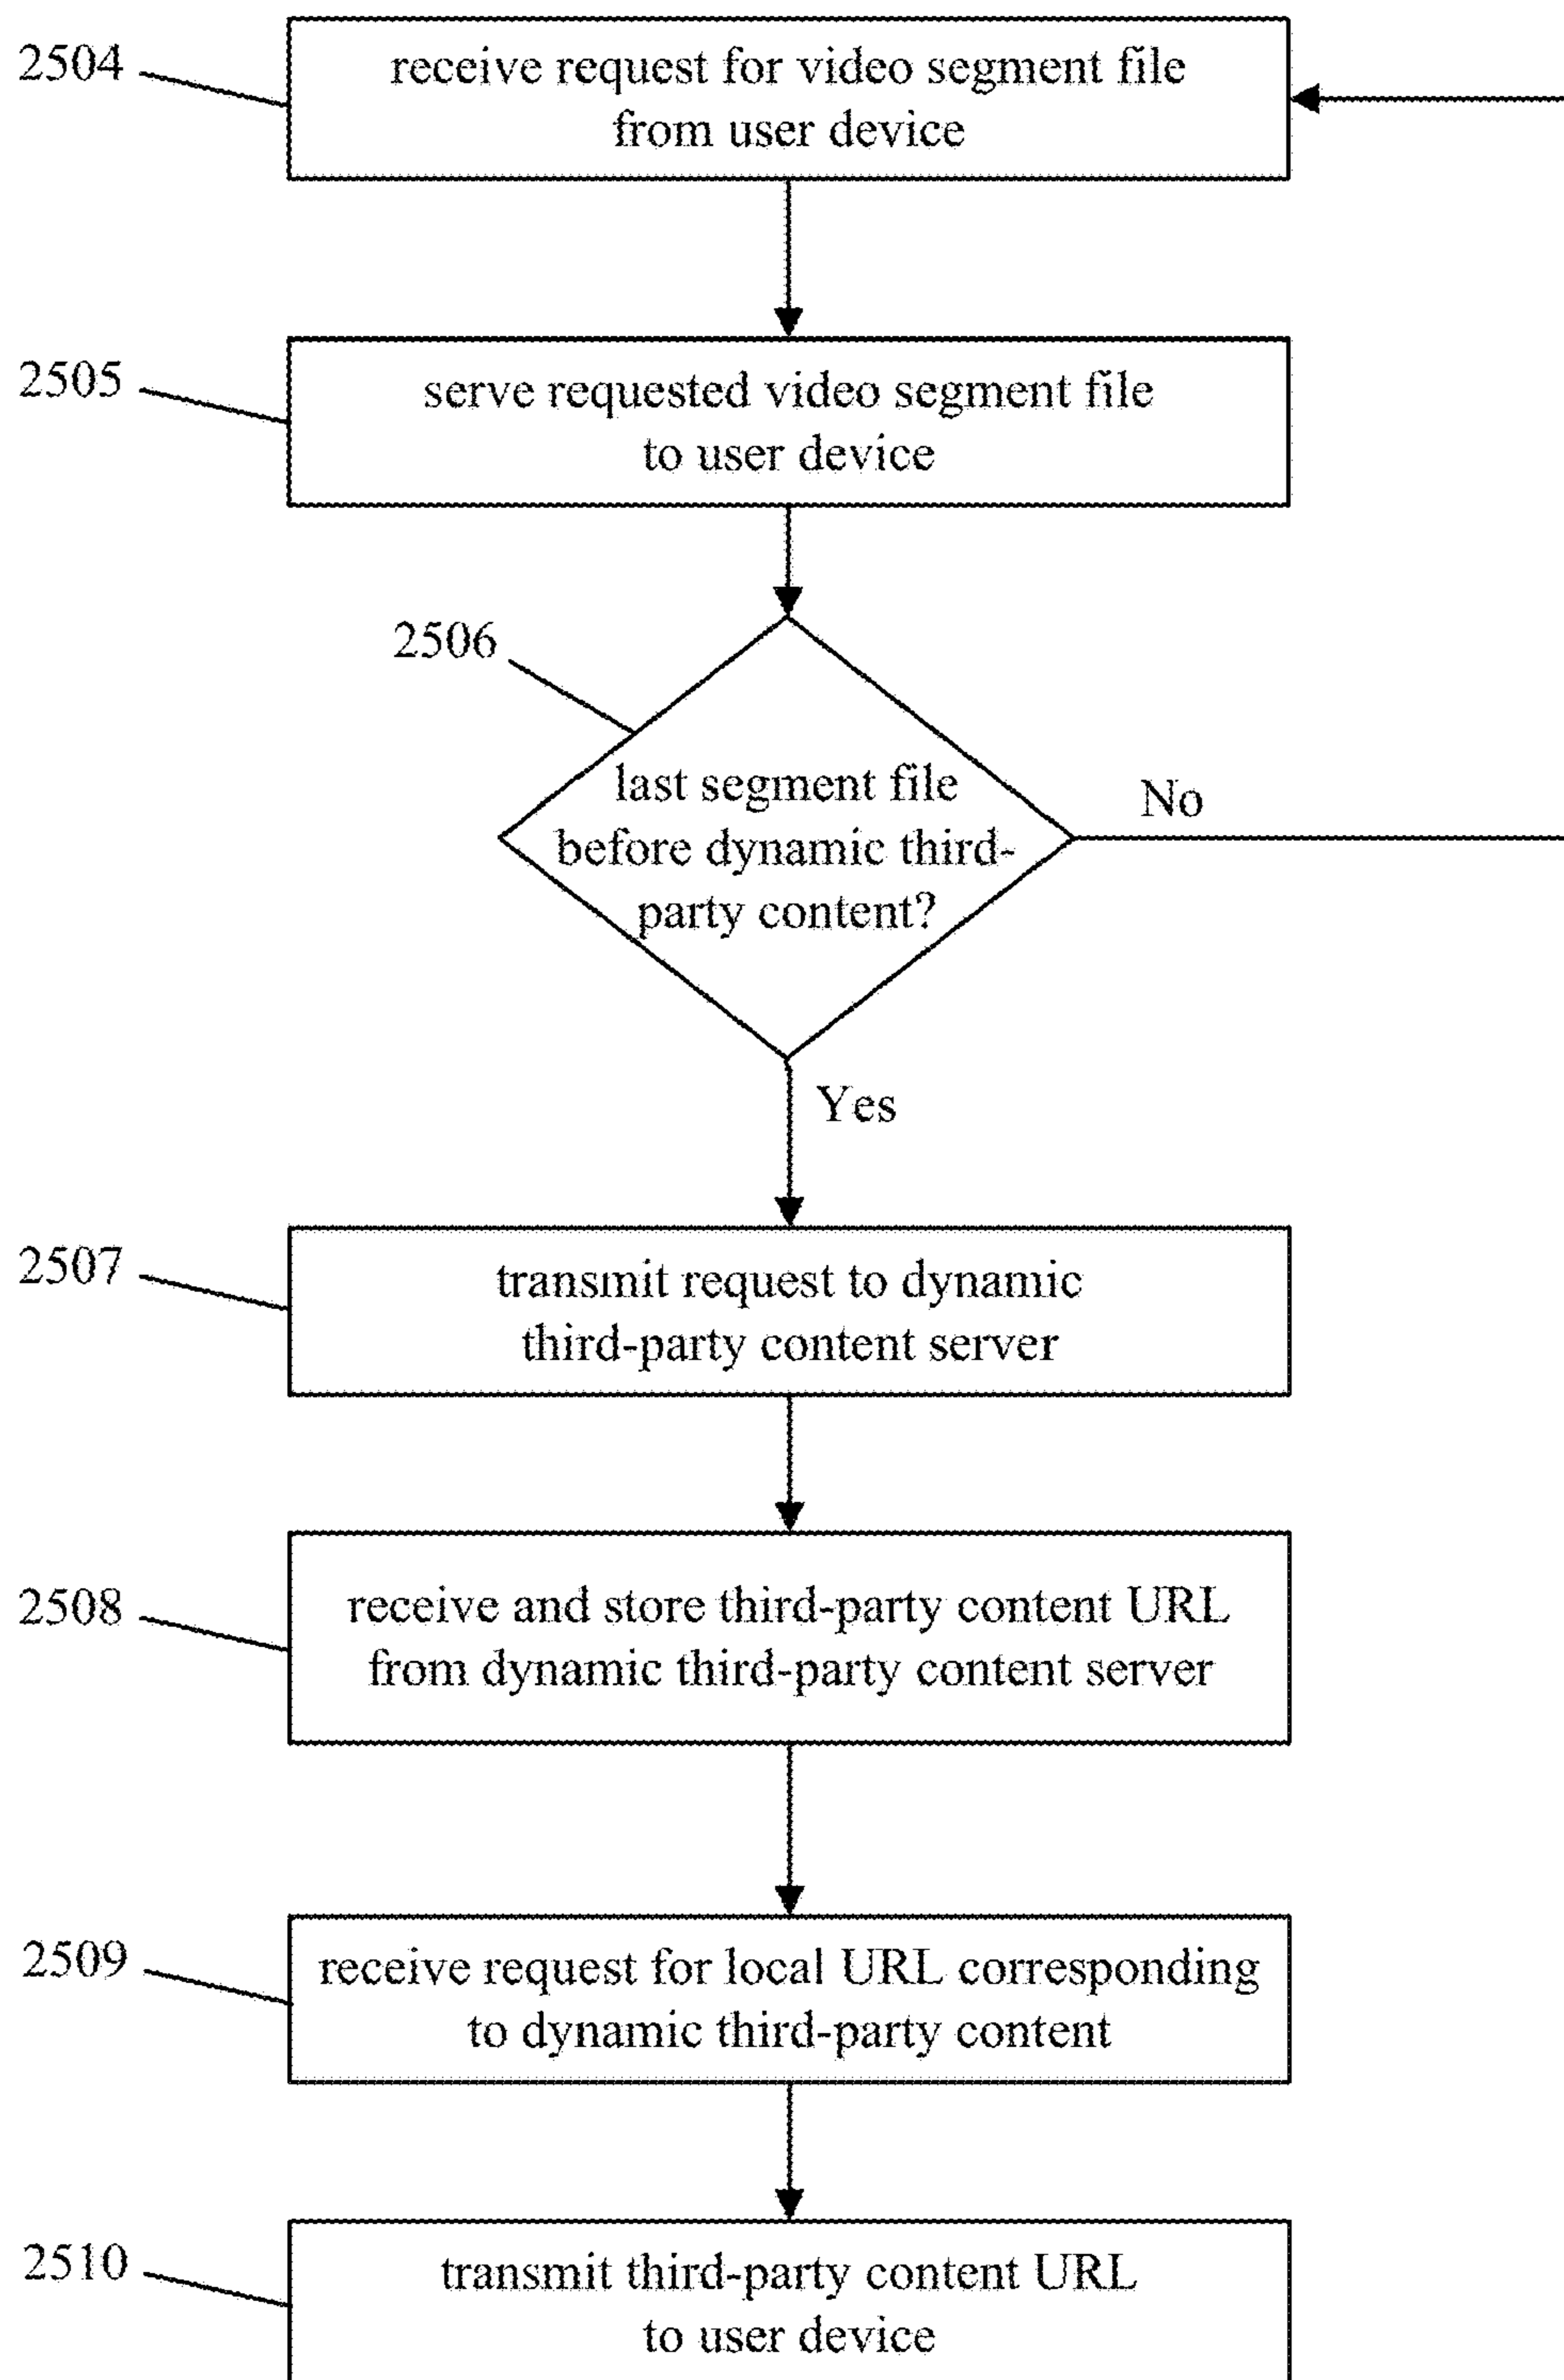 2504
receive request for video segment file
from user device
2505
serve requested video segment file
to user device
2506
last segment file
before dynamic third-
party content?
No
Yes
2507
transmit request to dynamic
third-party content server
2508
receive and store third-party content URL
from dynamic third-party content server
2509
receive request for local URL corresponding
to dynamic third-party content
2510
transmit third-party content URL
to user device